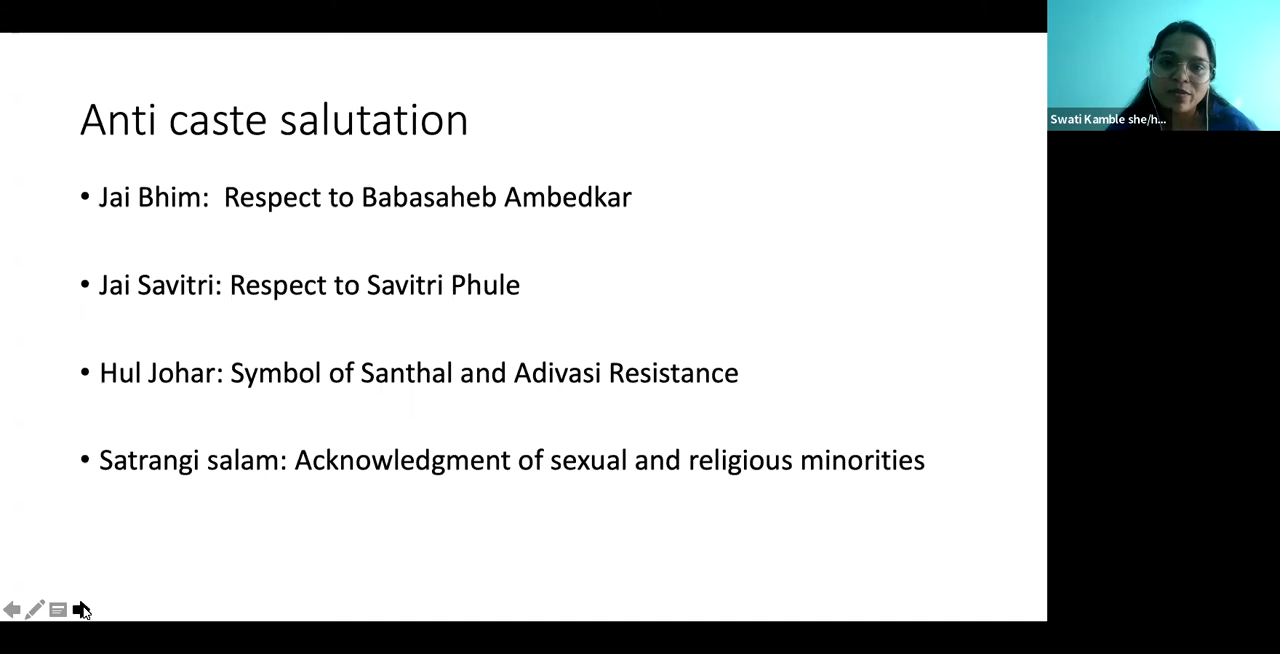 Anti caste salutation
• Jai Bhim:  Respect to Babasaheb Ambedkar
• Jai Savitri: Respect to Savitri Phule
• Hul Johar: Symbol of Santhal and Adivasi Resistance
• Satrangi salam: Acknowledgment of sexual and religious minorities
Swati Kamble she/h...